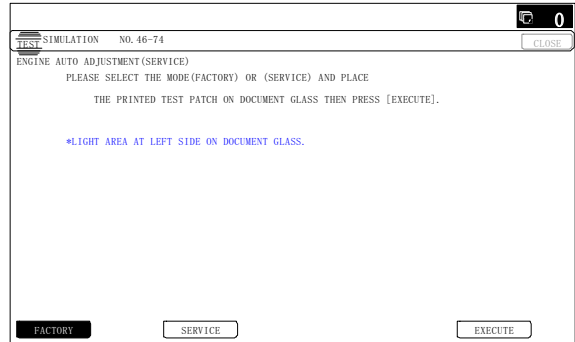 0
TEST SIMULATION NO.46-74
CLOSE
ENGINE AUTO ADJUSTMENT(SERVICE)
PLEASE SELECT THE MODE(FACTORY) OR (SERVICE) AND PLACE
THE PRINTED TEST PATCH ON DOCUMENT GLASS THEN PRESS [EXECUTE].
*LIGHT AREA AT LEFT SIDE ON DOCUMENT GLASS.
FACTORY SERVICE EXECUTE